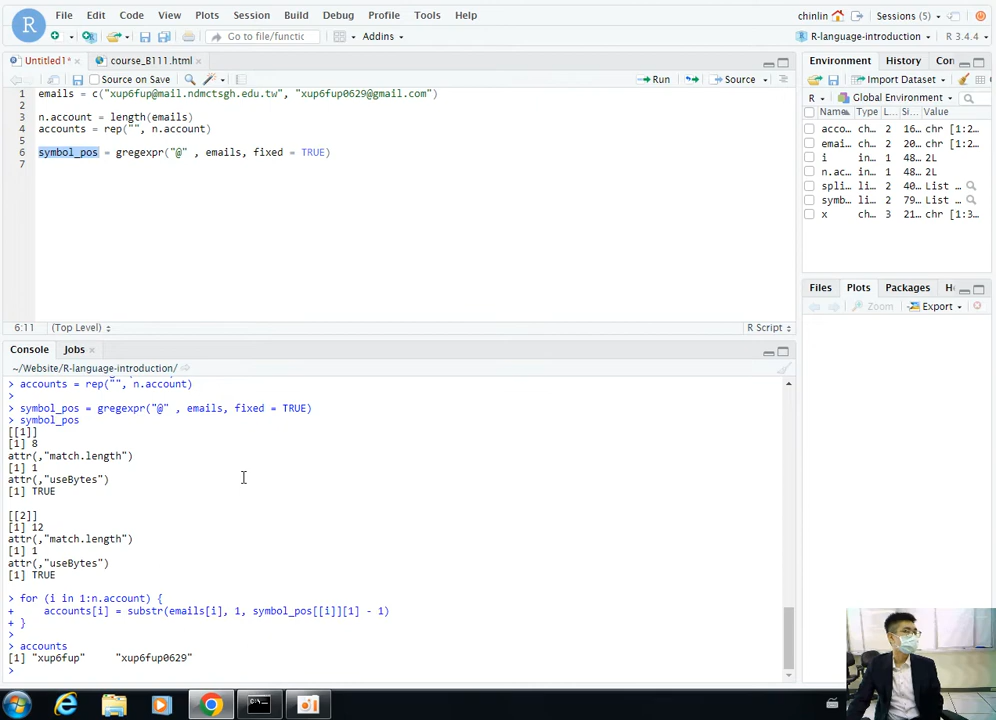 File Edit Code View Plots Session Build Debug Profile Tools Help
chinlin Sessions (5)
R
Go to file/functic Addins
R-language-introduction R 3.4.4
Untitled1* course_B111.html
Source on Save
Run Source
1 emails = c("xup6fup@mail.ndmctsgh.edu.tw", "xup6fup0629@gmail.com")
2
3 n.account = length(emails)
4 accounts = rep("", n.account)
5
6 symbol_pos = gregexpr("@" , emails, fixed = TRUE)
7
6:11 (Top Level) R Script
Console Jobs
~/Website/R-language-introduction/
> accounts = rep("", n.account)
>
> symbol_pos = gregexpr("@" , emails, fixed = TRUE)
> symbol_pos
[[1]]
[1] 8
attr(,"match.length")
[1] 1
attr(,"useBytes")
[1] TRUE
[[2]]
[1] 12
attr(,"match.length")
[1] 1
attr(,"useBytes")
[1] TRUE
> for (i in 1:n.account) {
+ accounts[i] = substr(emails[i], 1, symbol_pos[[i]][1] - 1)
+ }
>
> accounts
[1] "xup6fup" "xup6fup0629"
>
Environment History Con
Import Dataset
R Global Environment
Name Type L... Si... Value
acco... ch... 2 16... chr [1:2...
emai... ch... 2 20... chr [1:2...
i in... 1 48... 2L
n.ac... in... 1 48... 2L
spli... li... 2 40... List ...
symb... li... 2 79... List ...
x ch... 3 21... chr [1:3...
Files Plots Packages H
Zoom Export